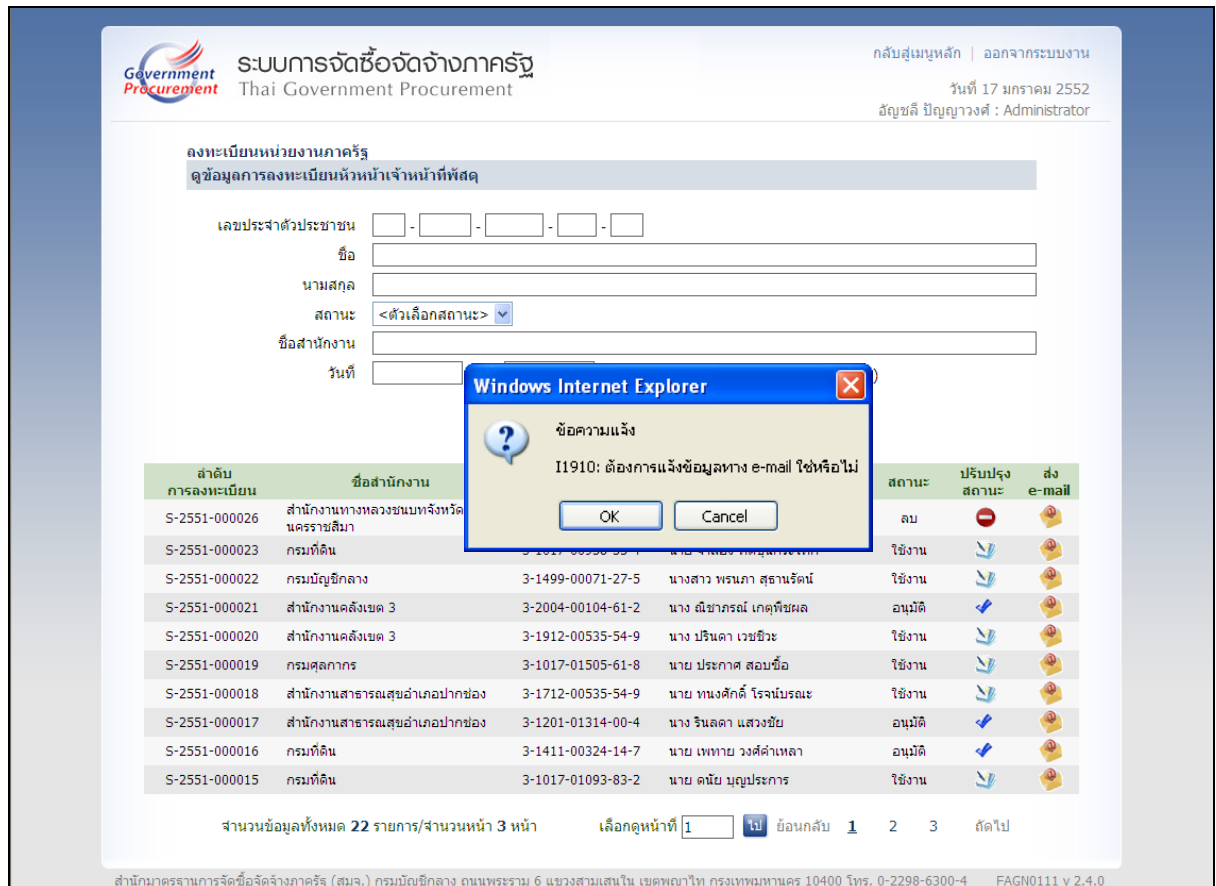 Government
Procurement
ระบบการจัดซื้อจัดจ้างภาครัฐ
Thai Government Procurement
กลับสู่เมนูหลัก | ออกจากระบบงาน
วันที่ 17 มกราคม 2552
อัญชลี ปัญญาวงศ์ : Administrator
ลงทะเบียนหน่วยงานภาครัฐ
ดูข้อมูลการลงทะเบียนหัวหน้าเจ้าหน้าที่พัสดุ
เลขประจำตัวประชาชน - - - -
ชื่อ
นามสกุล
สถานะ <ตัวเลือกสถานะ>
ชื่อสำนักงาน
วันที่ )
Windows Internet Explorer
ข้อความแจ้ง
I1910: ต้องการแจ้งข้อมูลทาง e-mail ใช่หรือไม่
OK Cancel
ลำดับการลงทะเบียน ชื่อสำนักงาน สถานะ ปรับปรุงสถานะ ส่ง e-mail
S-2551-000026 สำนักงานทางหลวงชนบทจังหวัดนครราชสีมา ลบ
S-2551-000023 กรมที่ดิน ใช้งาน
S-2551-000022 กรมบัญชีกลาง 3-1499-00071-27-5 นางสาว พรนภา สุธานรัตน์ ใช้งาน
S-2551-000021 สำนักงานคลังเขต 3 3-2004-00104-61-2 นาง ณิชาภรณ์ เกตุพืชผล อนุมัติ
S-2551-000020 สำนักงานคลังเขต 3 3-1912-00535-54-9 นาง ปรินดา เวชชีวะ ใช้งาน
S-2551-000019 กรมศุลกากร 3-1017-01505-61-8 นาย ประกาศ สอบซื้อ ใช้งาน
S-2551-000018 สำนักงานสาธารณสุขอำเภอปากช่อง 3-1712-00535-54-9 นาย ทนงศักดิ์ โรจน์บรณะ ใช้งาน
S-2551-000017 สำนักงานสาธารณสุขอำเภอปากช่อง 3-1201-01314-00-4 นาง รินลดา แสวงชัย อนุมัติ
S-2551-000016 กรมที่ดิน 3-1411-00324-14-7 นาย เพทาย วงศ์คำเหลา อนุมัติ
S-2551-000015 กรมที่ดิน 3-1017-01093-83-2 นาย ดนัย บุญประการ ใช้งาน
จำนวนข้อมูลทั้งหมด 22 รายการ/จำนวนหน้า 3 หน้า เลือกดูหน้าที่ 1 ไป ย้อนกลับ 1 2 3 ถัดไป
สำนักมาตรฐานการจัดซื้อจัดจ้างภาครัฐ (สมจ.) กรมบัญชีกลาง ถนนพระราม 6 แขวงสามเสนใน เขตพญาไท กรุงเทพมหานคร 10400 โทร. 0-2298-6300-4 FAGN0111 v 2.4.0